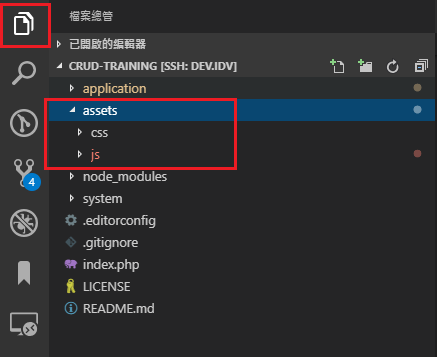 檔案總管
已開啟的編輯器
CRUD-TRAINING [SSH: DEV.IDV]
application
assets
css
js
node_modules
system
.editorconfig
.gitignore
index.php
LICENSE
README.md
4